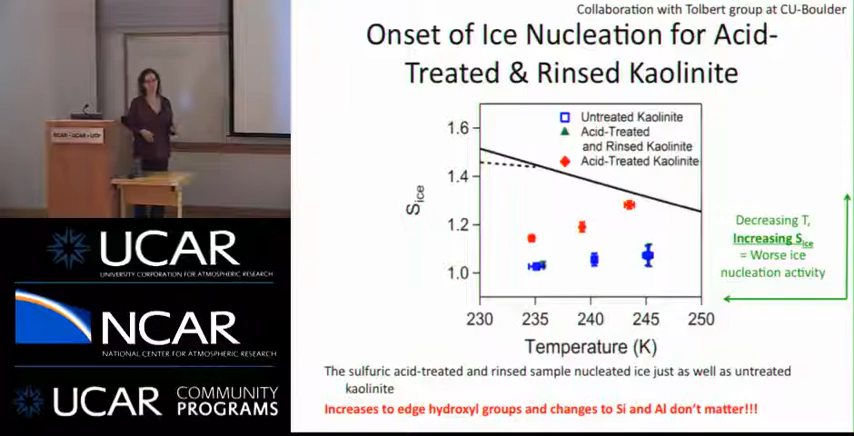 Collaboration with Tolbert group at CU-Boulder
Onset of Ice Nucleation for Acid-
Treated & Rinsed Kaolinite
Untreated Kaolinite
Acid-Treated
and Rinsed Kaolinite
Acid-Treated Kaolinite
1.6
1.4
1.2
1.0
Sice
230
235
240
245
250
Temperature (K)
Decreasing T,
Increasing Sice
= Worse ice
nucleation activity
The sulfuric acid-treated and rinsed sample nucleated ice just as well as untreated
kaolinite
Increases to edge hydroxyl groups and changes to Si and Al don't matter!!!
NCAR • UCAR • UCP
UCAR
UNIVERSITY CORPORATION FOR ATMOSPHERIC RESEARCH
NCAR
NATIONAL CENTER FOR ATMOSPHERIC RESEARCH
UCAR
COMMUNITY
PROGRAMS